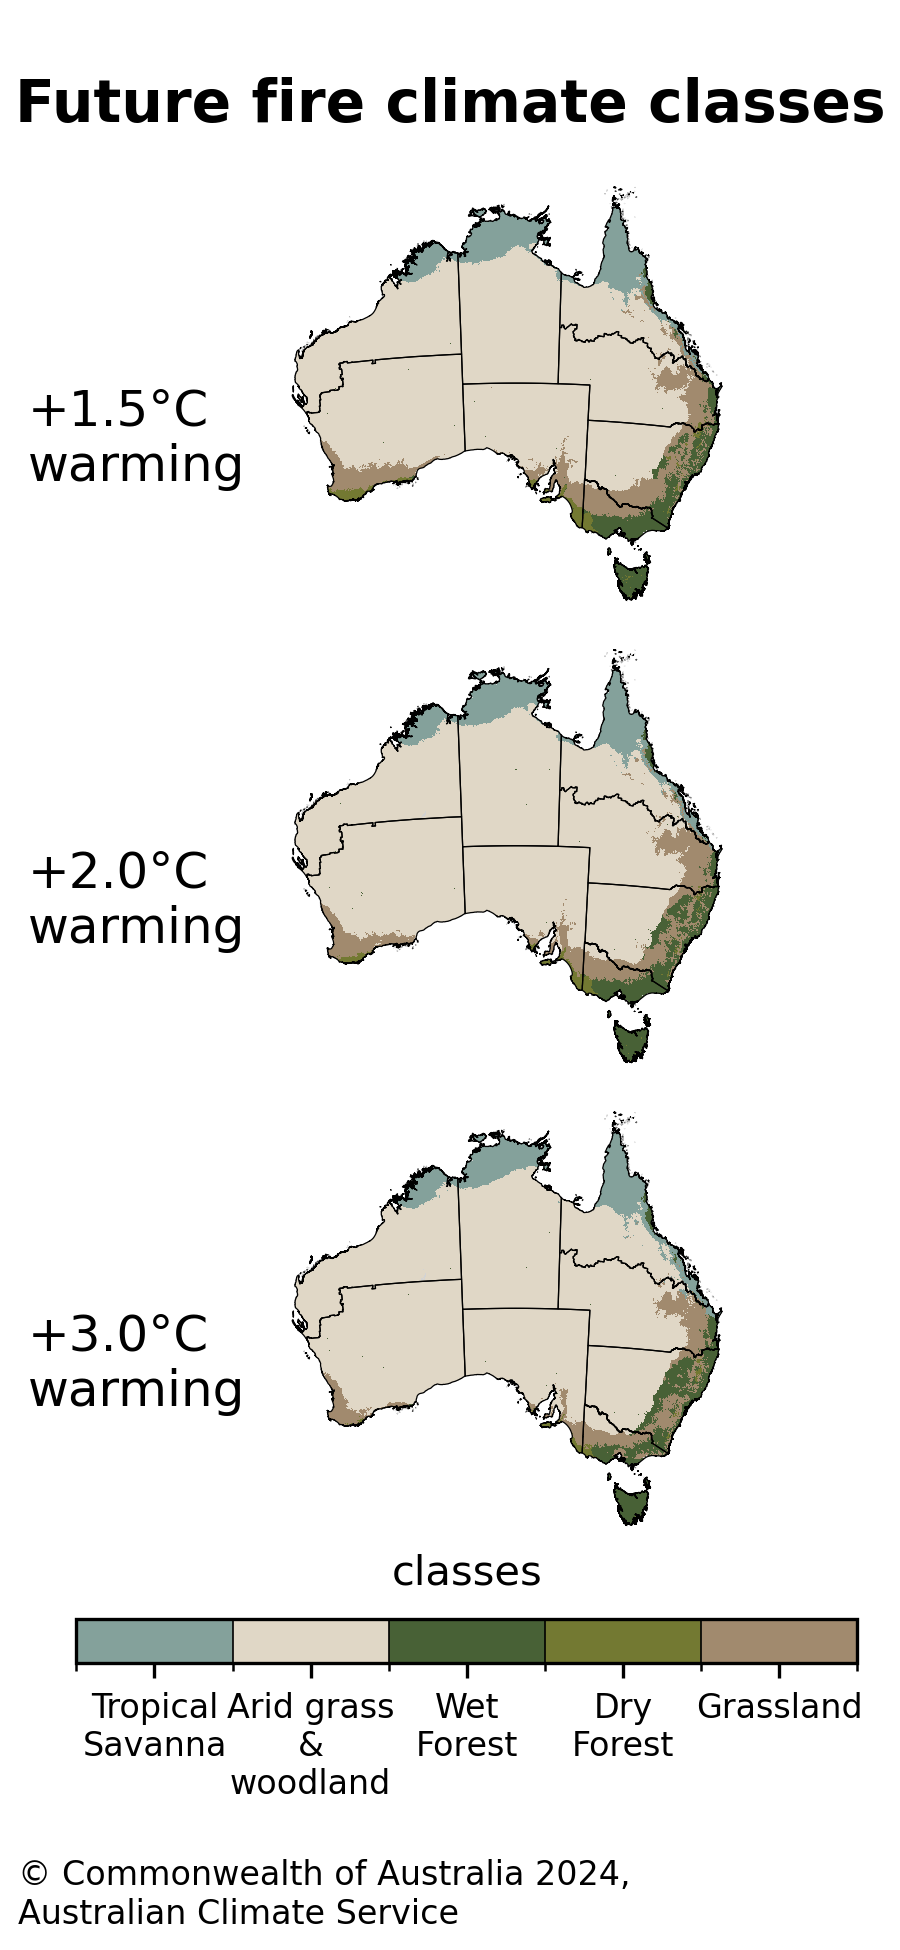 Future fire climate classes
+1.5°C
warming
+2.0°C
warming
+3.0°C
warming
classes
Tropical Savanna
Arid grass & woodland
Wet Forest
Dry Forest
Grassland
© Commonwealth of Australia 2024,
Australian Climate Service